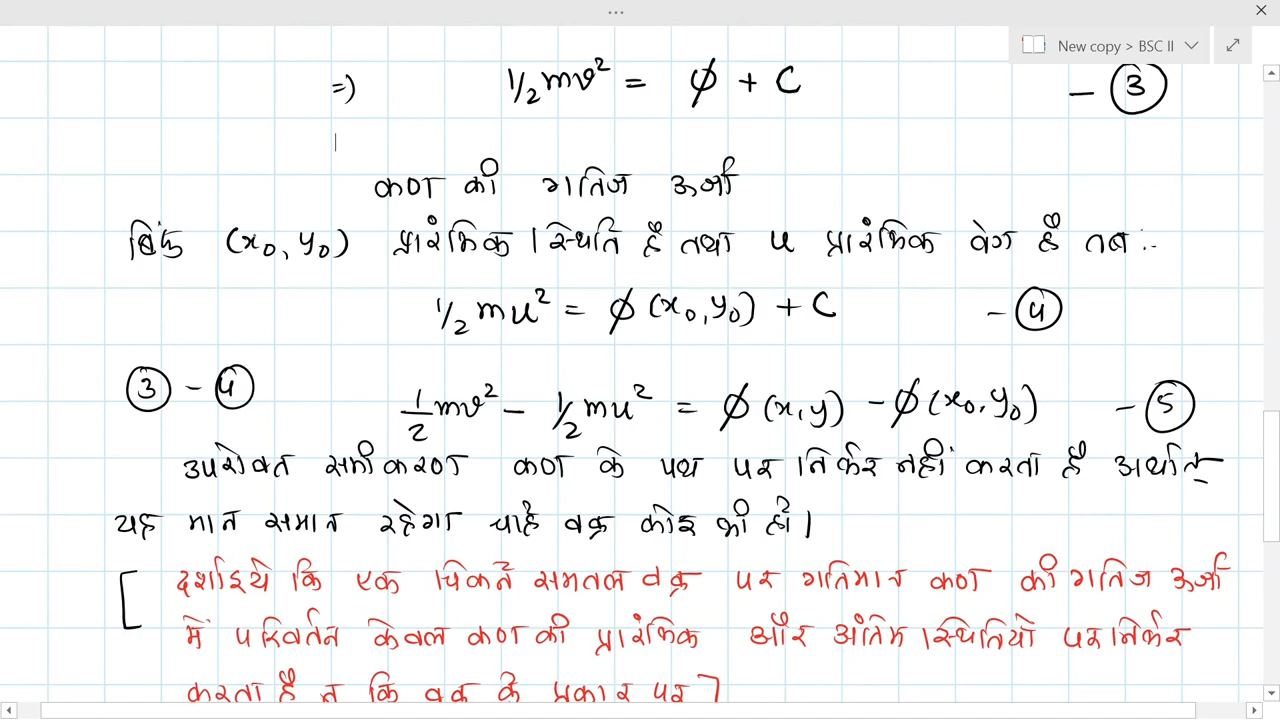 New copy > BSC II
=) 1/2 mv² = ϕ + C - ③
कण की गतिज ऊर्जा
बिंदु (x₀, y₀) प्रारंभिक स्थिति है तथा u प्रारंभिक वेग है तब :-
1/2 mu² = ϕ (x₀, y₀) + C - ④
③ - ④ 1/2 mv² - 1/2 mu² = ϕ (x, y) - ϕ (x₀, y₀) - ⑤
उपरोक्त समीकरण कण के पथ पर निर्भर नहीं करता है अर्थात्
यह मान समान रहेगा चाहे वक्र कोइ भी हो।
[ दर्शाइये कि एक चिकने समतल वक्र पर गतिमान कण की गतिज ऊर्जा
में परिवर्तन केवल कण की प्रारंभिक और अंतिम स्थितियों पर निर्भर
करता है न कि वक्र के प्रकार पर ]